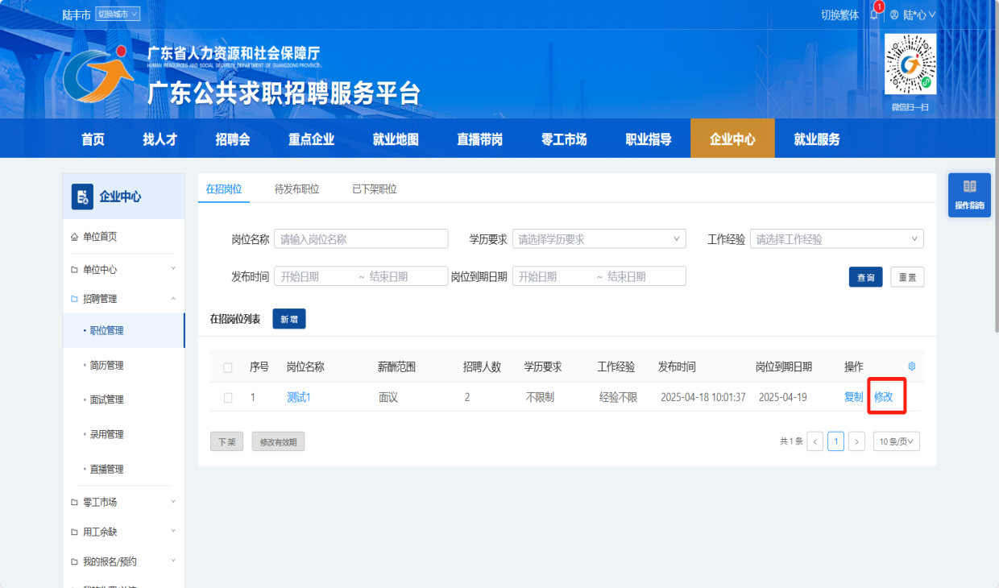 陆丰市 切换城市 切换繁体 1 陆*心
广东省人力资源和社会保障厅
HUMAN RESOURCES AND SOCIAL SECURITY DEPARTMENT OF GUANGDONG PROVINCE
广东公共求职招聘服务平台
微信扫一扫
首页 找人才 招聘会 重点企业 就业地图 直播带岗 零工市场 职业指导 企业中心 就业服务
企业中心
单位首页
单位中心
招聘管理
职位管理
简历管理
面试管理
录用管理
直播管理
零工市场
用工余缺
我的报名/预约
在招岗位 待发布职位 已下架职位
操作指南
岗位名称 请输入岗位名称 学历要求 请选择学历要求 工作经验 请选择工作经验
发布时间 开始日期 ~ 结束日期 岗位到期日期 开始日期 ~ 结束日期 查询 重置
在招岗位列表 新增
序号 岗位名称 薪酬范围 招聘人数 学历要求 工作经验 发布时间 岗位到期日期 操作
1 测试1 面议 2 不限制 经验不限 2025-04-18 10:01:37 2025-04-19 复制 修改
下架 修改有效期 共1条 < 1 > 10条/页